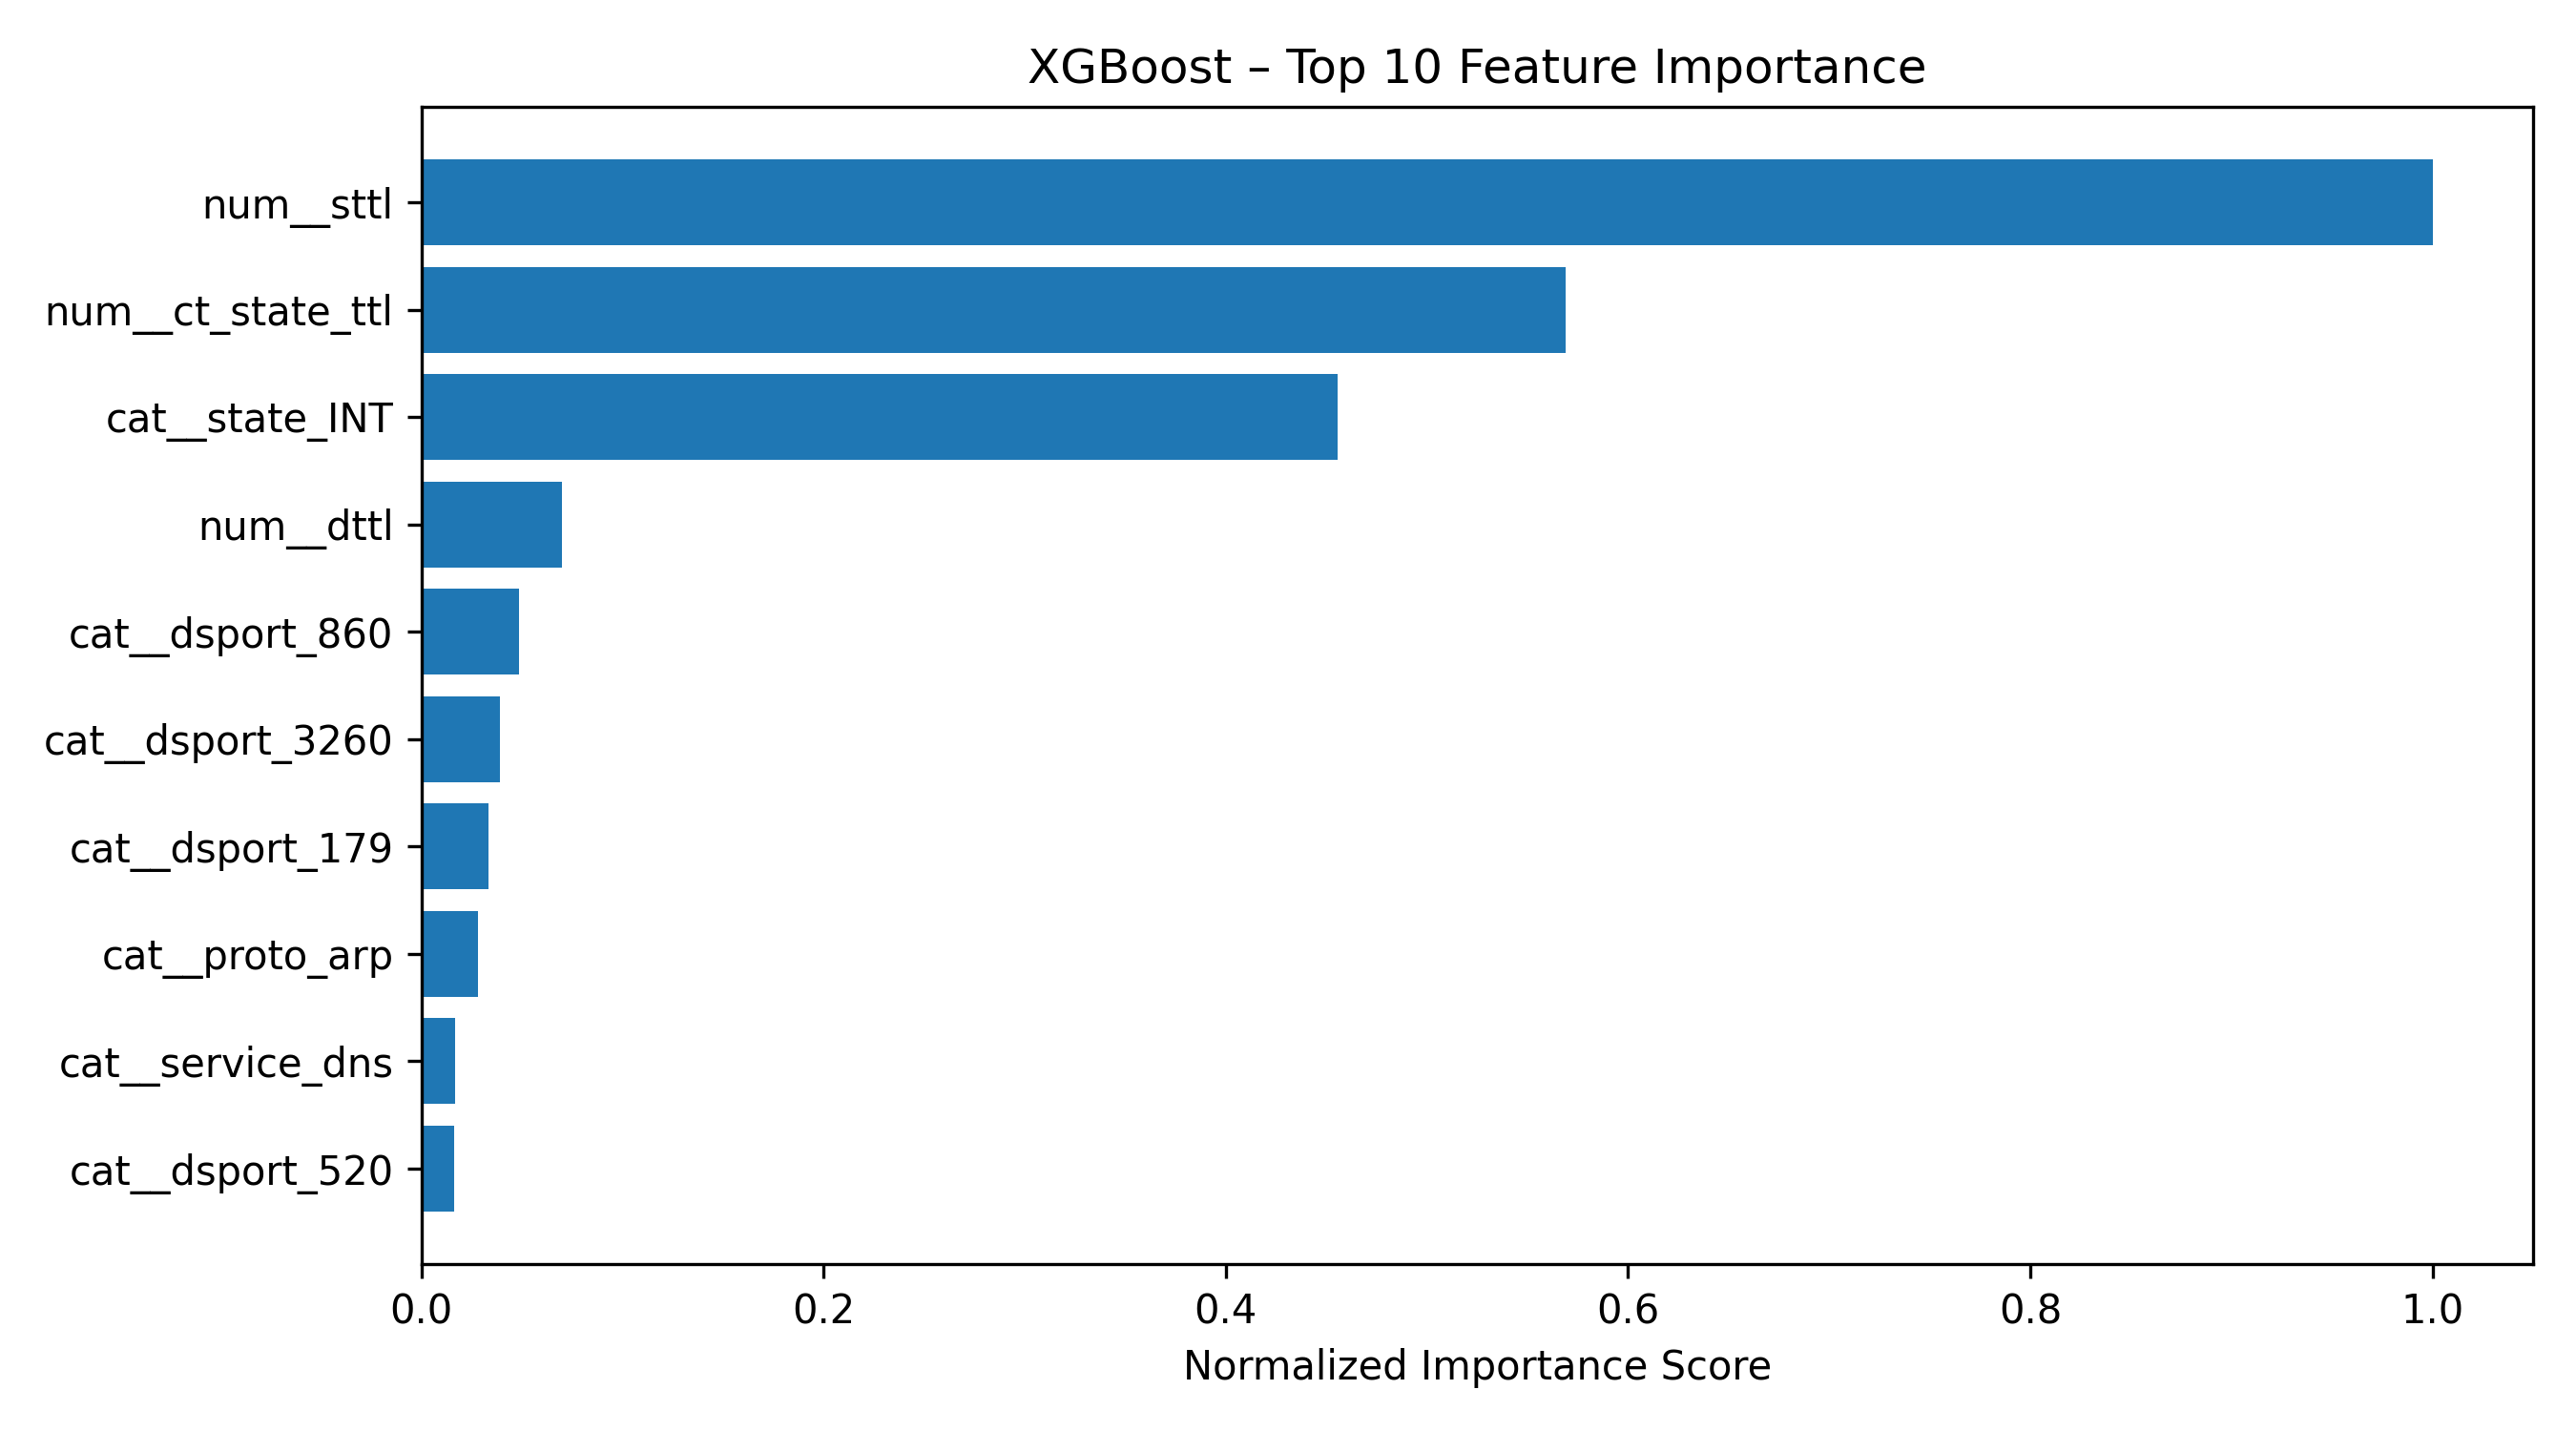 XGBoost – Top 10 Feature Importance
num__sttl
num__ct_state_ttl
cat__state_INT
num__dttl
cat__dsport_860
cat__dsport_3260
cat__dsport_179
cat__proto_arp
cat__service_dns
cat__dsport_520
0.0 0.2 0.4 0.6 0.8 1.0
Normalized Importance Score